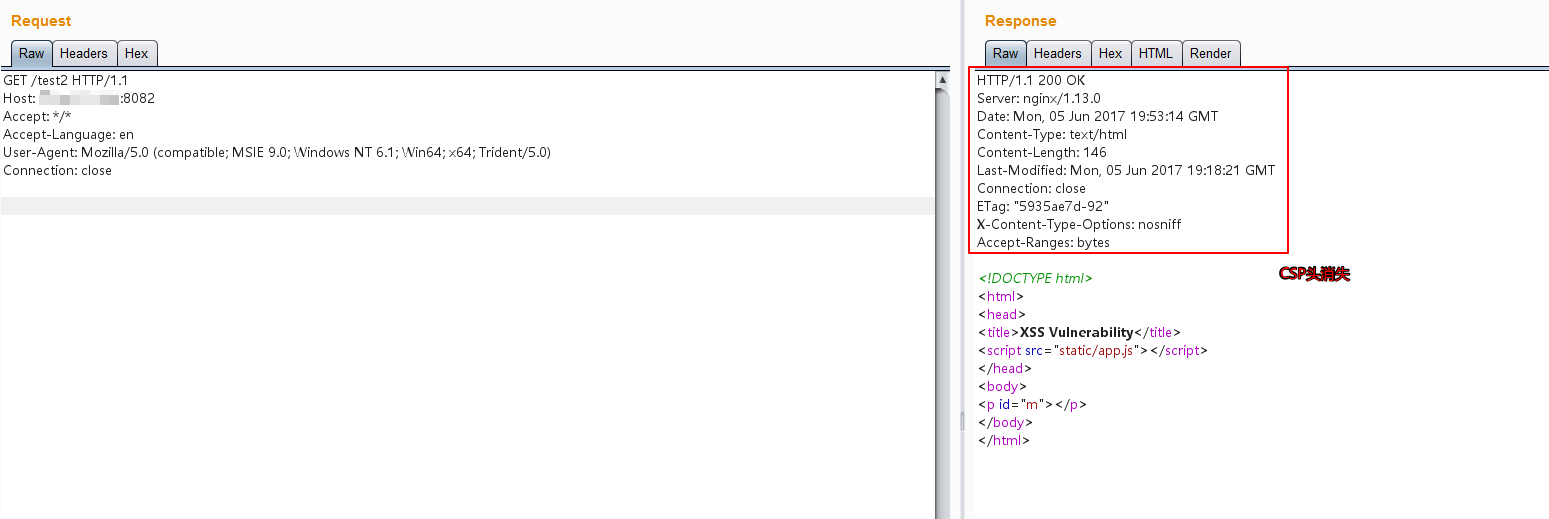 Request
Raw Headers Hex
GET /test2 HTTP/1.1
Host: :8082
Accept: */*
Accept-Language: en
User-Agent: Mozilla/5.0 (compatible; MSIE 9.0; Windows NT 6.1; Win64; x64; Trident/5.0)
Connection: close
Response
Raw Headers Hex HTML Render
HTTP/1.1 200 OK
Server: nginx/1.13.0
Date: Mon, 05 Jun 2017 19:53:14 GMT
Content-Type: text/html
Content-Length: 146
Last-Modified: Mon, 05 Jun 2017 19:18:21 GMT
Connection: close
ETag: "5935ae7d-92"
X-Content-Type-Options: nosniff
Accept-Ranges: bytes
CSP头消失
<!DOCTYPE html>
<html>
<head>
<title>XSS Vulnerability</title>
<script src="static/app.js"></script>
</head>
<body>
<p id="m"></p>
</body>
</html>